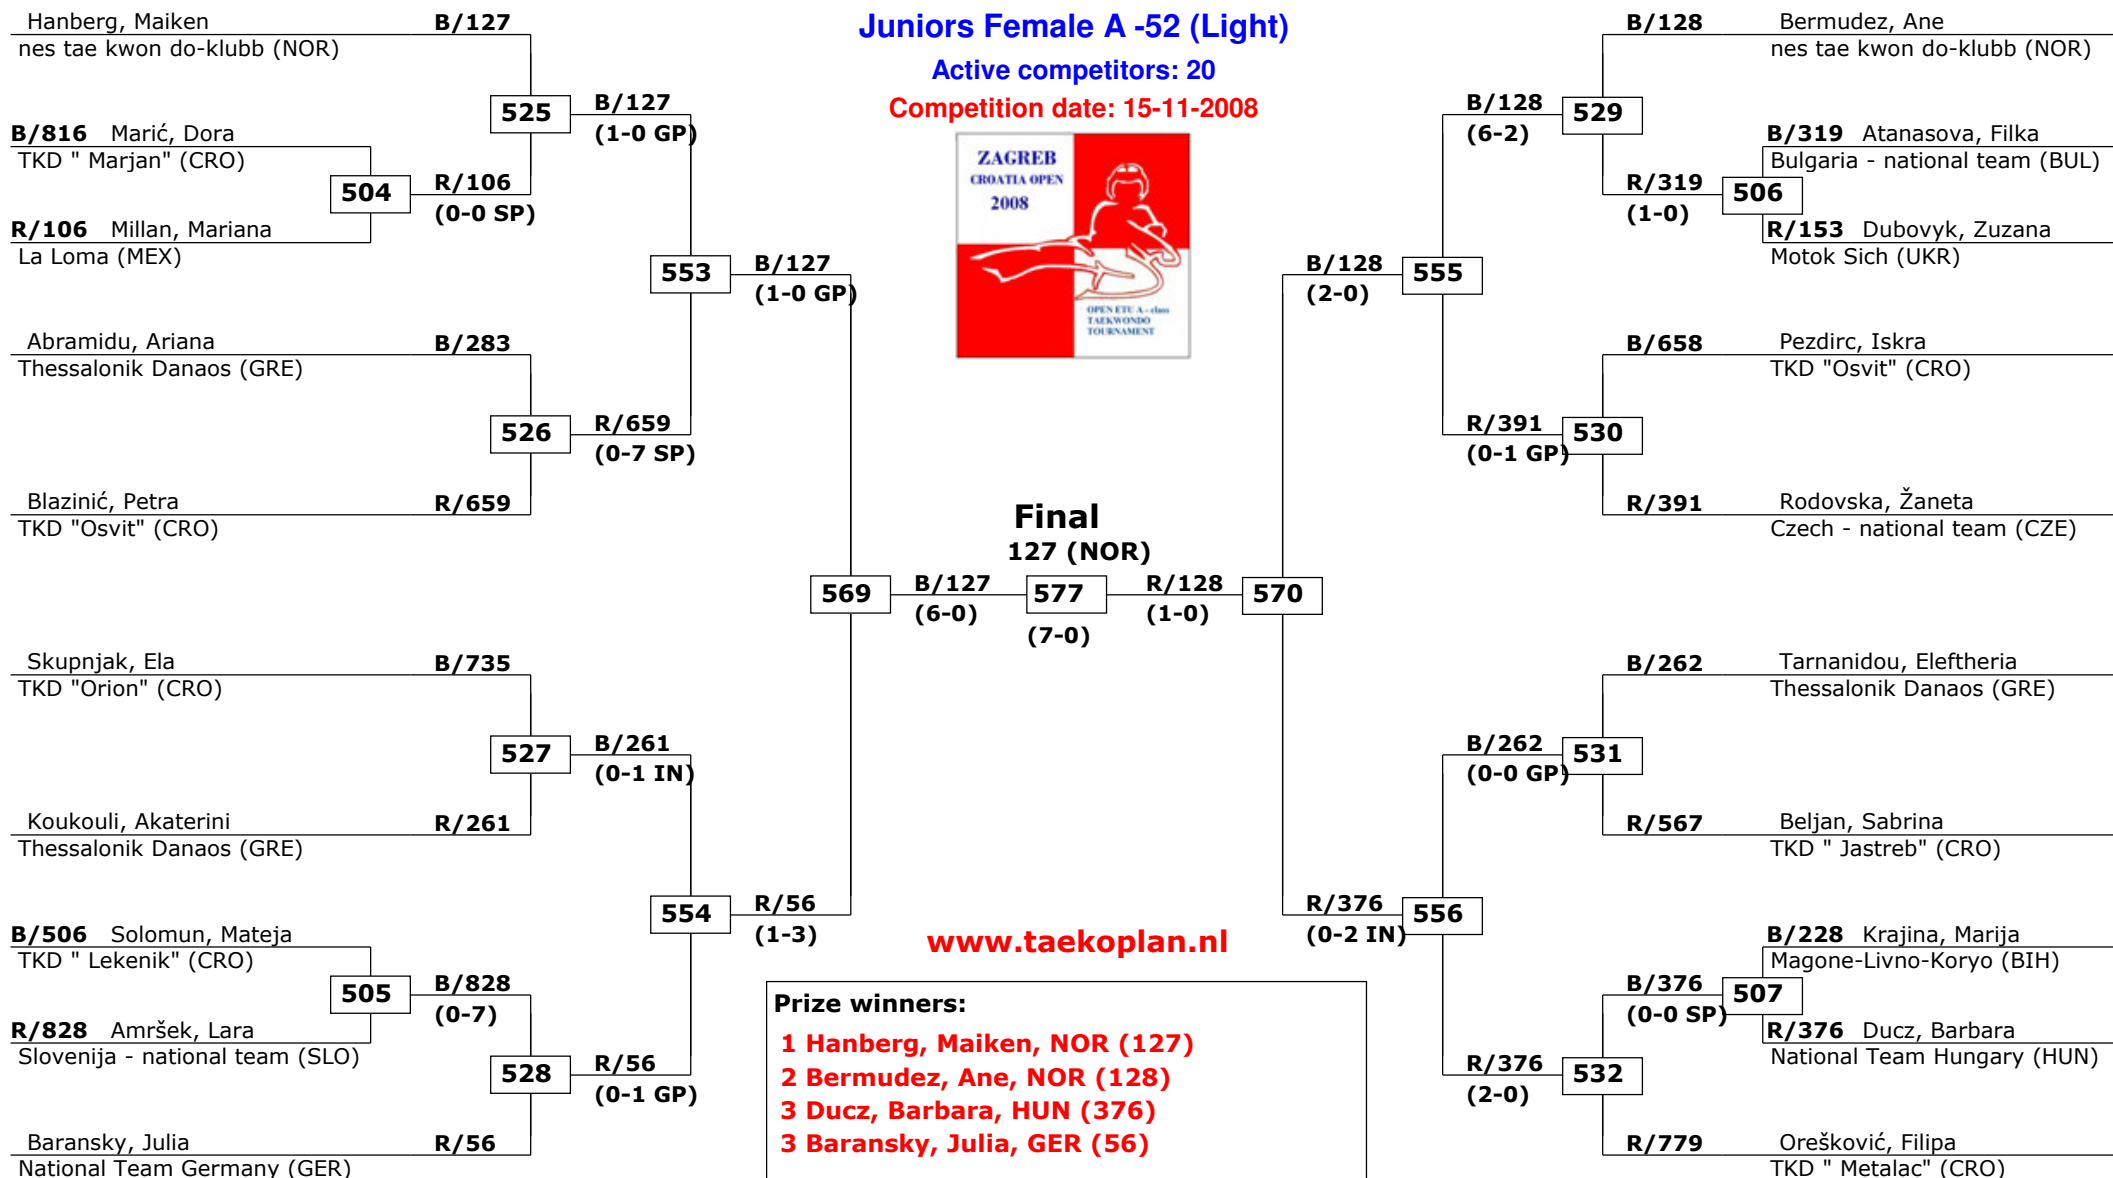 Juniors Female A -52 (Light)
Active competitors: 20
Competition date: 15-11-2008
ZAGREB
CROATIA OPEN
2008
OPEN ETU A - class
TAEKWONDO
TOURNAMENT
Hanberg, Maiken B/127
nes tae kwon do-klubb (NOR)
525
B/127
(1-0 GP)
B/816 Marić, Dora
TKD " Marjan" (CRO)
504
R/106
(0-0 SP)
R/106 Millan, Mariana
La Loma (MEX)
553
B/127
(1-0 GP)
Abramidu, Ariana B/283
Thessalonik Danaos (GRE)
526
R/659
(0-7 SP)
Blazinić, Petra R/659
TKD "Osvit" (CRO)
569
B/127
(6-0)
Skupnjak, Ela B/735
TKD "Orion" (CRO)
527
B/261
(0-1 IN)
Koukouli, Akaterini R/261
Thessalonik Danaos (GRE)
554
R/56
(1-3)
B/506 Solomun, Mateja
TKD " Lekenik" (CRO)
505
B/828
(0-7)
R/828 Amršek, Lara
Slovenija - national team (SLO)
528
R/56
(0-1 GP)
Baransky, Julia R/56
National Team Germany (GER)
Final
127 (NOR)
577
(7-0)
R/128
(1-0)
570
B/128 Bermudez, Ane
nes tae kwon do-klubb (NOR)
B/128
(6-2)
529
B/319 Atanasova, Filka
Bulgaria - national team (BUL)
R/319
(1-0)
506
R/153 Dubovyk, Zuzana
Motok Sich (UKR)
B/128
(2-0)
555
B/658 Pezdirc, Iskra
TKD "Osvit" (CRO)
R/391
(0-1 GP)
530
R/391 Rodovska, Žaneta
Czech - national team (CZE)
B/262 Tarnanidou, Eleftheria
Thessalonik Danaos (GRE)
B/262
(0-0 GP)
531
R/567 Beljan, Sabrina
TKD " Jastreb" (CRO)
R/376
(0-2 IN)
556
B/228 Krajina, Marija
Magone-Livno-Koryo (BIH)
B/376
(0-0 SP)
507
R/376 Ducz, Barbara
National Team Hungary (HUN)
R/376
(2-0)
532
R/779 Orešković, Filipa
TKD " Metalac" (CRO)
www.taekoplan.nl
Prize winners:
1 Hanberg, Maiken, NOR (127)
2 Bermudez, Ane, NOR (128)
3 Ducz, Barbara, HUN (376)
3 Baransky, Julia, GER (56)